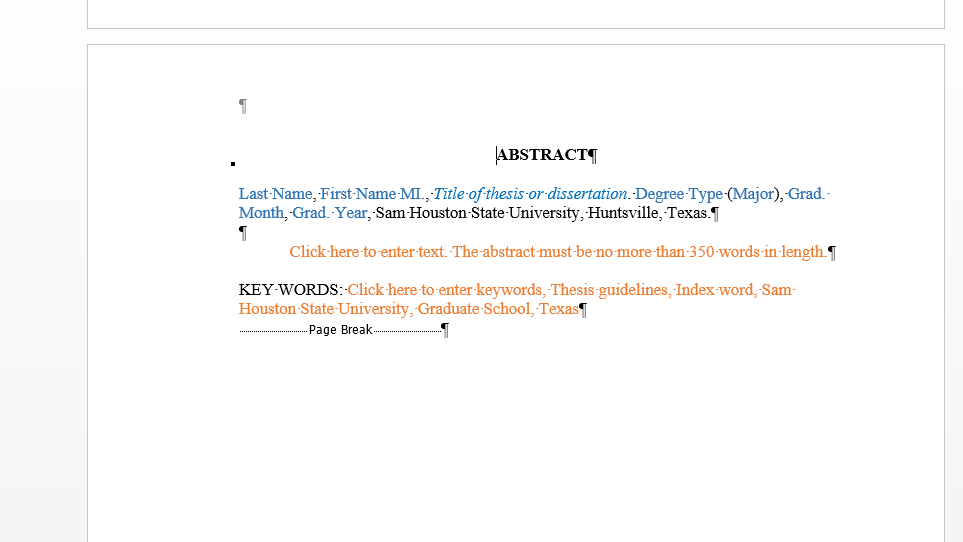 ABSTRACT¶
Last Name, First Name MI., Title of thesis or dissertation. Degree Type (Major), Grad.
Month, Grad. Year, Sam Houston State University, Huntsville, Texas.¶
¶
Click here to enter text. The abstract must be no more than 350 words in length.¶
KEY WORDS: Click here to enter keywords, Thesis guidelines, Index word, Sam
Houston State University, Graduate School, Texas¶
Page Break¶